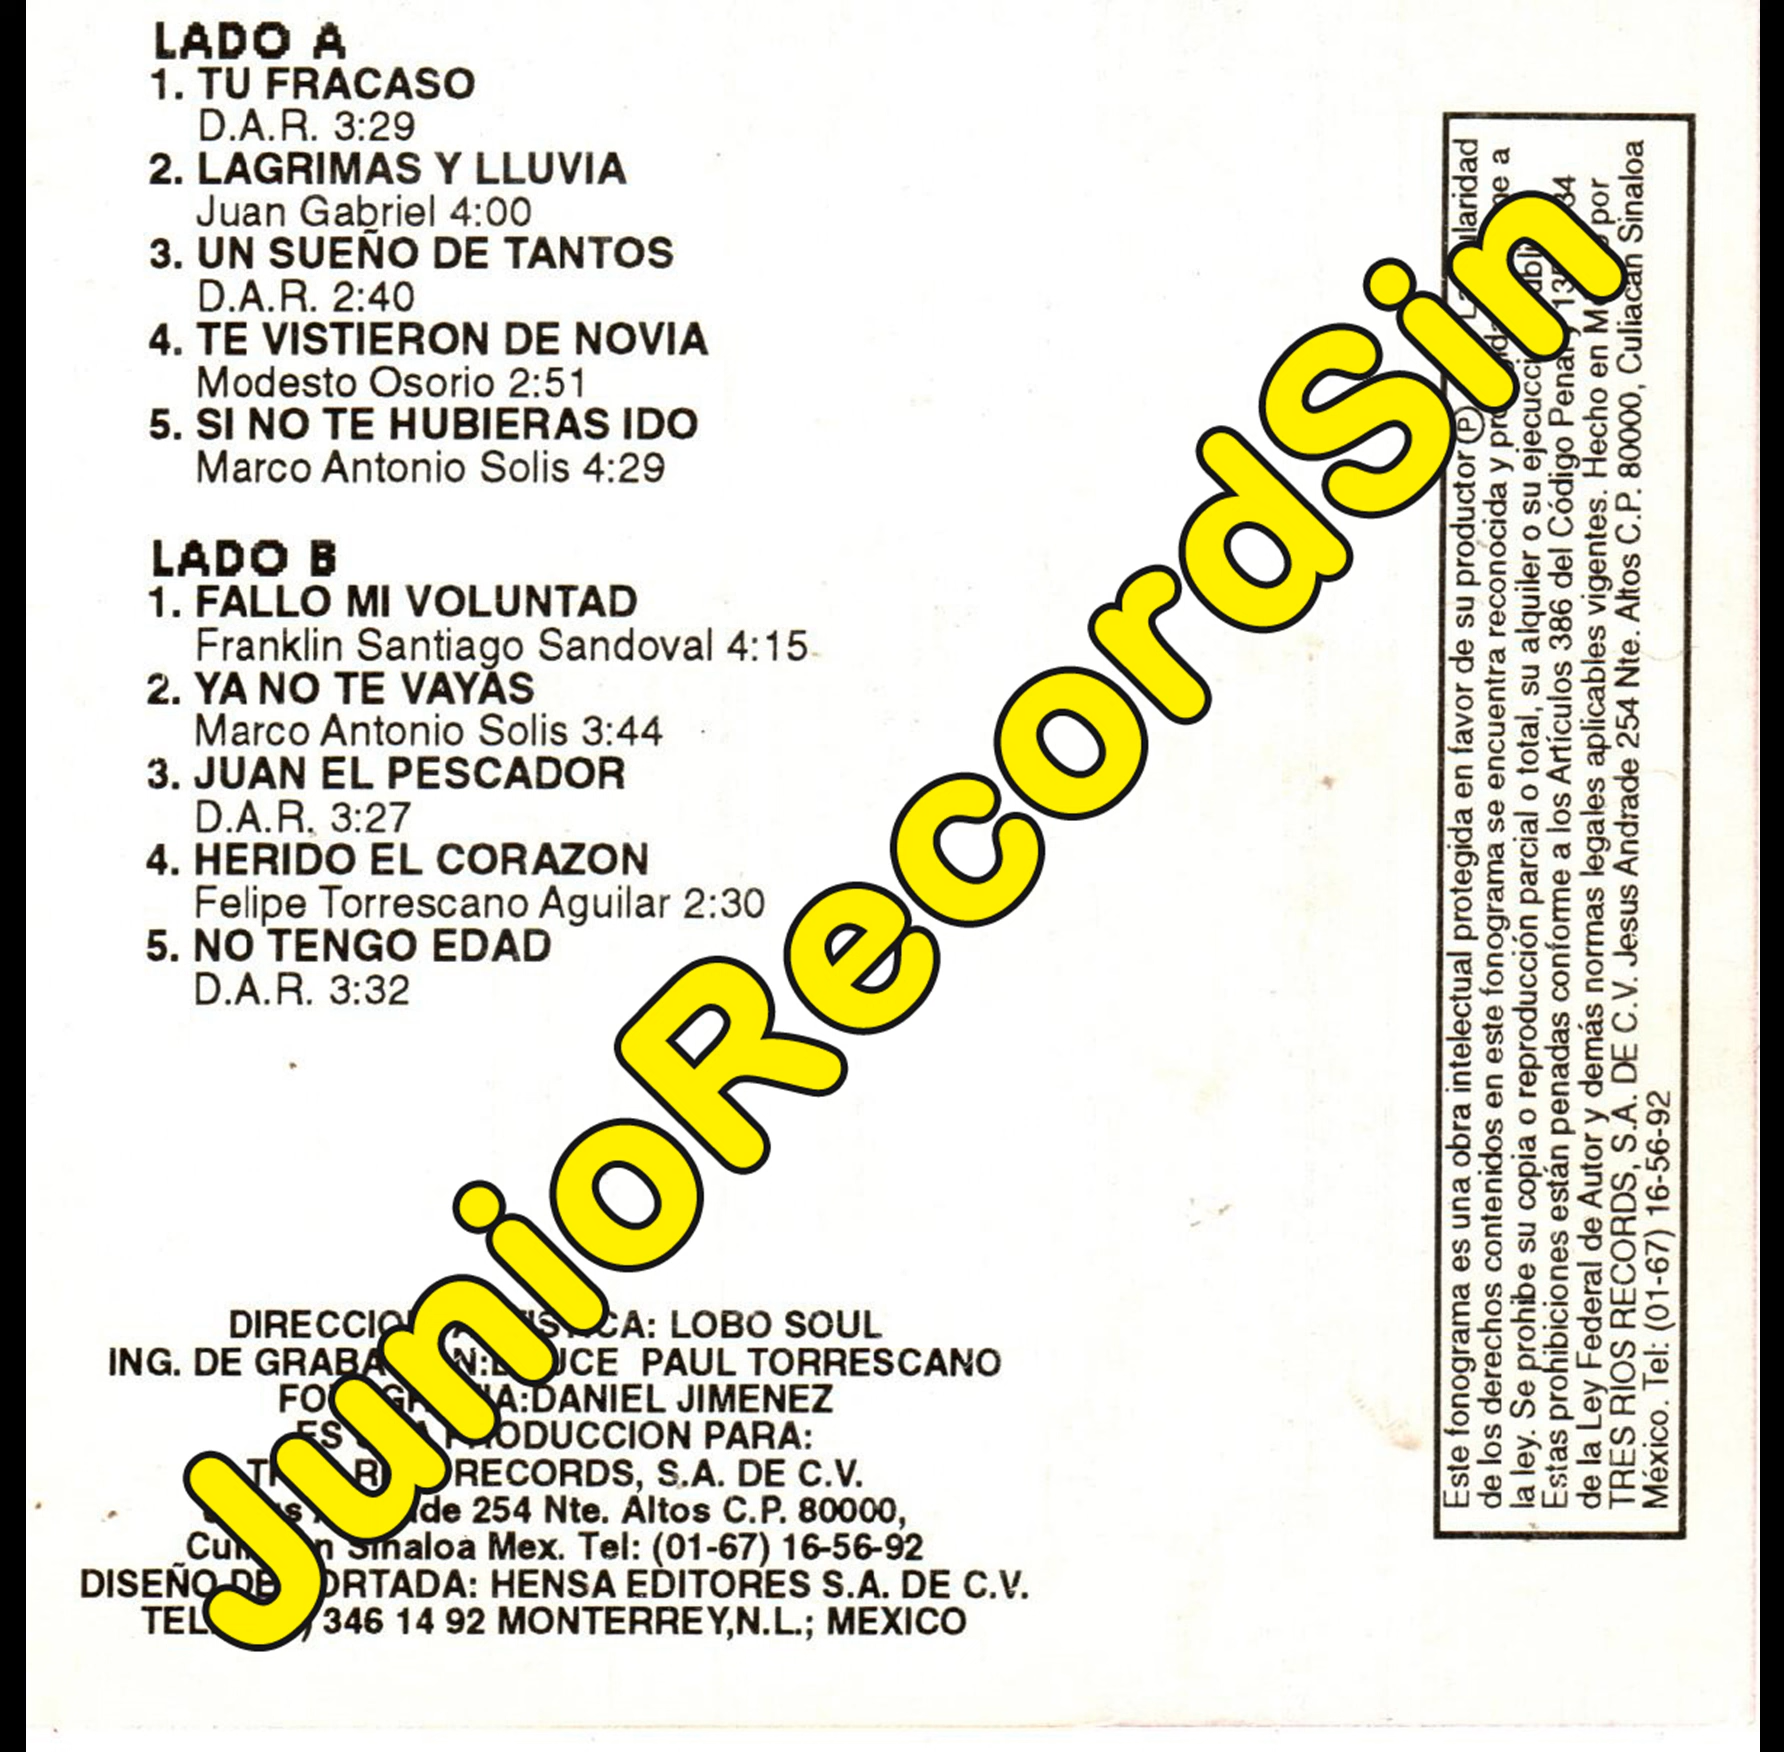 LADO A
1. TU FRACASO
D.A.R. 3:29
2. LAGRIMAS Y LLUVIA
Juan Gabriel 4:00
3. UN SUEÑO DE TANTOS
D.A.R. 2:40
4. TE VISTIERON DE NOVIA
Modesto Osorio 2:51
5. SI NO TE HUBIERAS IDO
Marco Antonio Solis 4:29
LADO B
1. FALLO MI VOLUNTAD
Franklin Santiago Sandoval 4:15
2. YA NO TE VAYAS
Marco Antonio Solis 3:44
3. JUAN EL PESCADOR
D.A.R. 3:27
4. HERIDO EL CORAZON
Felipe Torrescano Aguilar 2:30
5. NO TENGO EDAD
D.A.R. 3:32
LOBO SOUL
ING. DE PAUL TORRESCANO
DANIEL JIMENEZ
PARA:
RECORDS, S.A. DE C.V.
254 Nte. Altos C.P. 80000,
Sinaloa Mex. Tel: (01-67) 16-56-92
DISEÑO DE HENSA EDITORES S.A. DE C.V.
346 14 92 MONTERREY,N.L.; MEXICO
Este fonograma es una obra intelectual protegida en favor de su productor Ⓟ
de los derechos contenidos en este fonograma se encuentra reconocida y a
la ley. Se prohibe su copia o reproducción parcial o total, su alquiler o su
Estas prohibiciones están penadas conforme a los Artículos 386 del Código Penal
de la Ley Federal de Autor y demás normas legales aplicables vigentes. Hecho en por
TRES RIOS RECORDS, S.A. DE C.V. Jesus Andrade 254 Nte. Altos C.P. 80000, Culiacán Sinaloa
México. Tel: (01-67) 16-56-92
JunioRecordSin